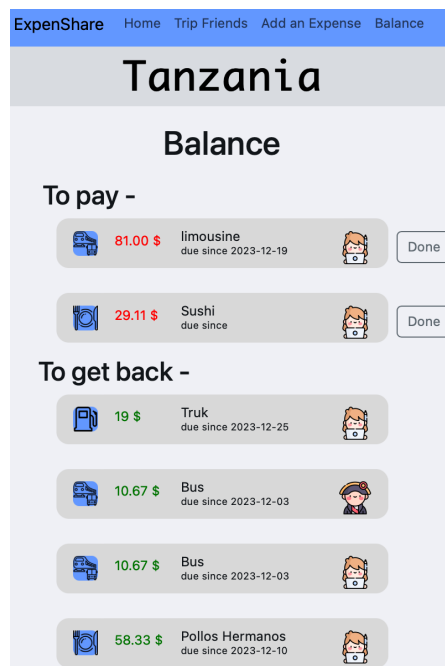 ExpenShare Home Trip Friends Add an Expense Balance
Tanzania
Balance
To pay -
81.00 $ limousine
due since 2023-12-19
Done
29.11 $ Sushi
due since
Done
To get back -
19 $ Truk
due since 2023-12-25
10.67 $ Bus
due since 2023-12-03
10.67 $ Bus
due since 2023-12-03
58.33 $ Pollos Hermanos
due since 2023-12-10